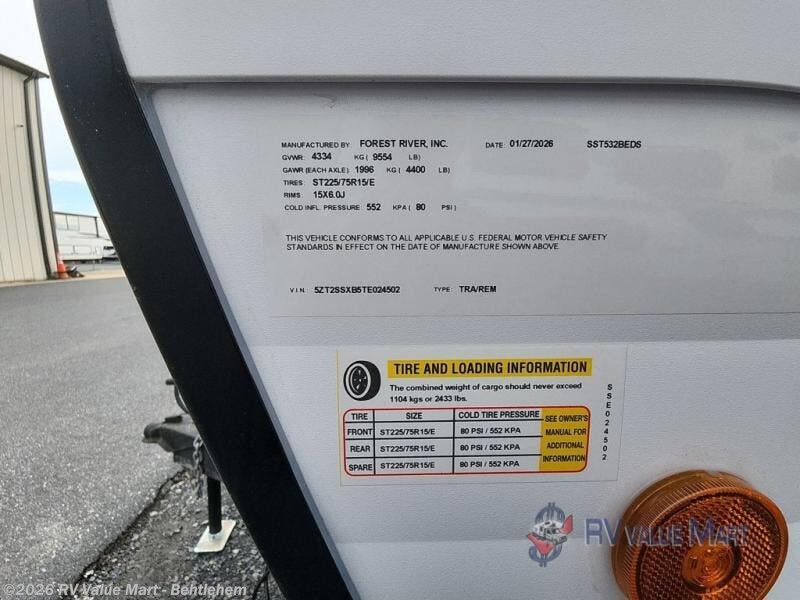 MANUFACTURED BY FOREST RIVER, INC. DATE: 01/27/2026 SST532BEDS
GVWR: 4334 KG ( 9554 LB)
GAWR (EACH AXLE) 1996 KG ( 4400 LB)
TIRES: ST225/75R15/E
RIMS 15X6.0J
COLD INFL. PRESSURE: 552 KPA ( 80 PSI )
THIS VEHICLE CONFORMS TO ALL APPLICABLE U.S. FEDERAL MOTOR VEHICLE SAFETY
STANDARDS IN EFFECT ON THE DATE OF MANUFACTURE SHOWN ABOVE
V.I.N. 5ZT2SSXB5TE024502 TYPE: TRA/REM
TIRE AND LOADING INFORMATION
The combined weight of cargo should never exceed
1104 kgs or 2433 lbs.
TIRE SIZE COLD TIRE PRESSURE
FRONT ST225/75R15/E 80 PSI / 552 KPA
REAR ST225/75R15/E 80 PSI / 552 KPA
SPARE ST225/75R15/E 80 PSI / 552 KPA
SEE OWNER'S
MANUAL FOR
ADDITIONAL
INFORMATION
SSE024502
RV VALUE MART
©2026 RV Value Mart - Benhtlehem